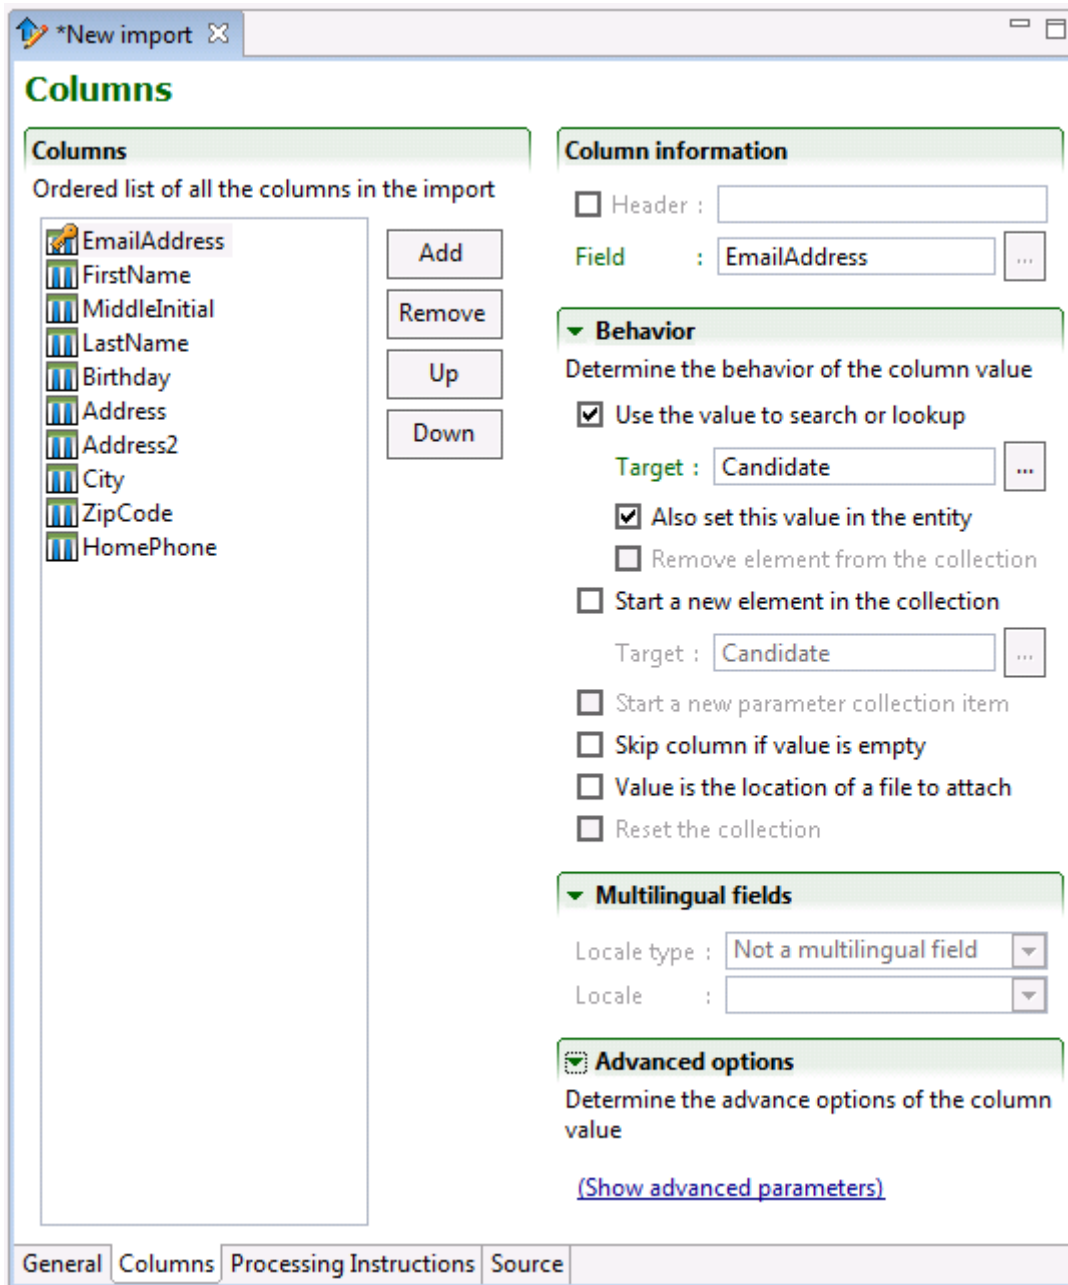 *New import
Columns
Columns
Ordered list of all the columns in the import
EmailAddress
FirstName
MiddleInitial
LastName
Birthday
Address
Address2
City
ZipCode
HomePhone
Add
Remove
Up
Down
Column information
Header :
Field : EmailAddress ...
Behavior
Determine the behavior of the column value
Use the value to search or lookup
Target : Candidate ...
Also set this value in the entity
Remove element from the collection
Start a new element in the collection
Target : Candidate ...
Start a new parameter collection item
Skip column if value is empty
Value is the location of a file to attach
Reset the collection
Multilingual fields
Locale type : Not a multilingual field
Locale :
Advanced options
Determine the advance options of the column
value
(Show advanced parameters)
General Columns Processing Instructions Source